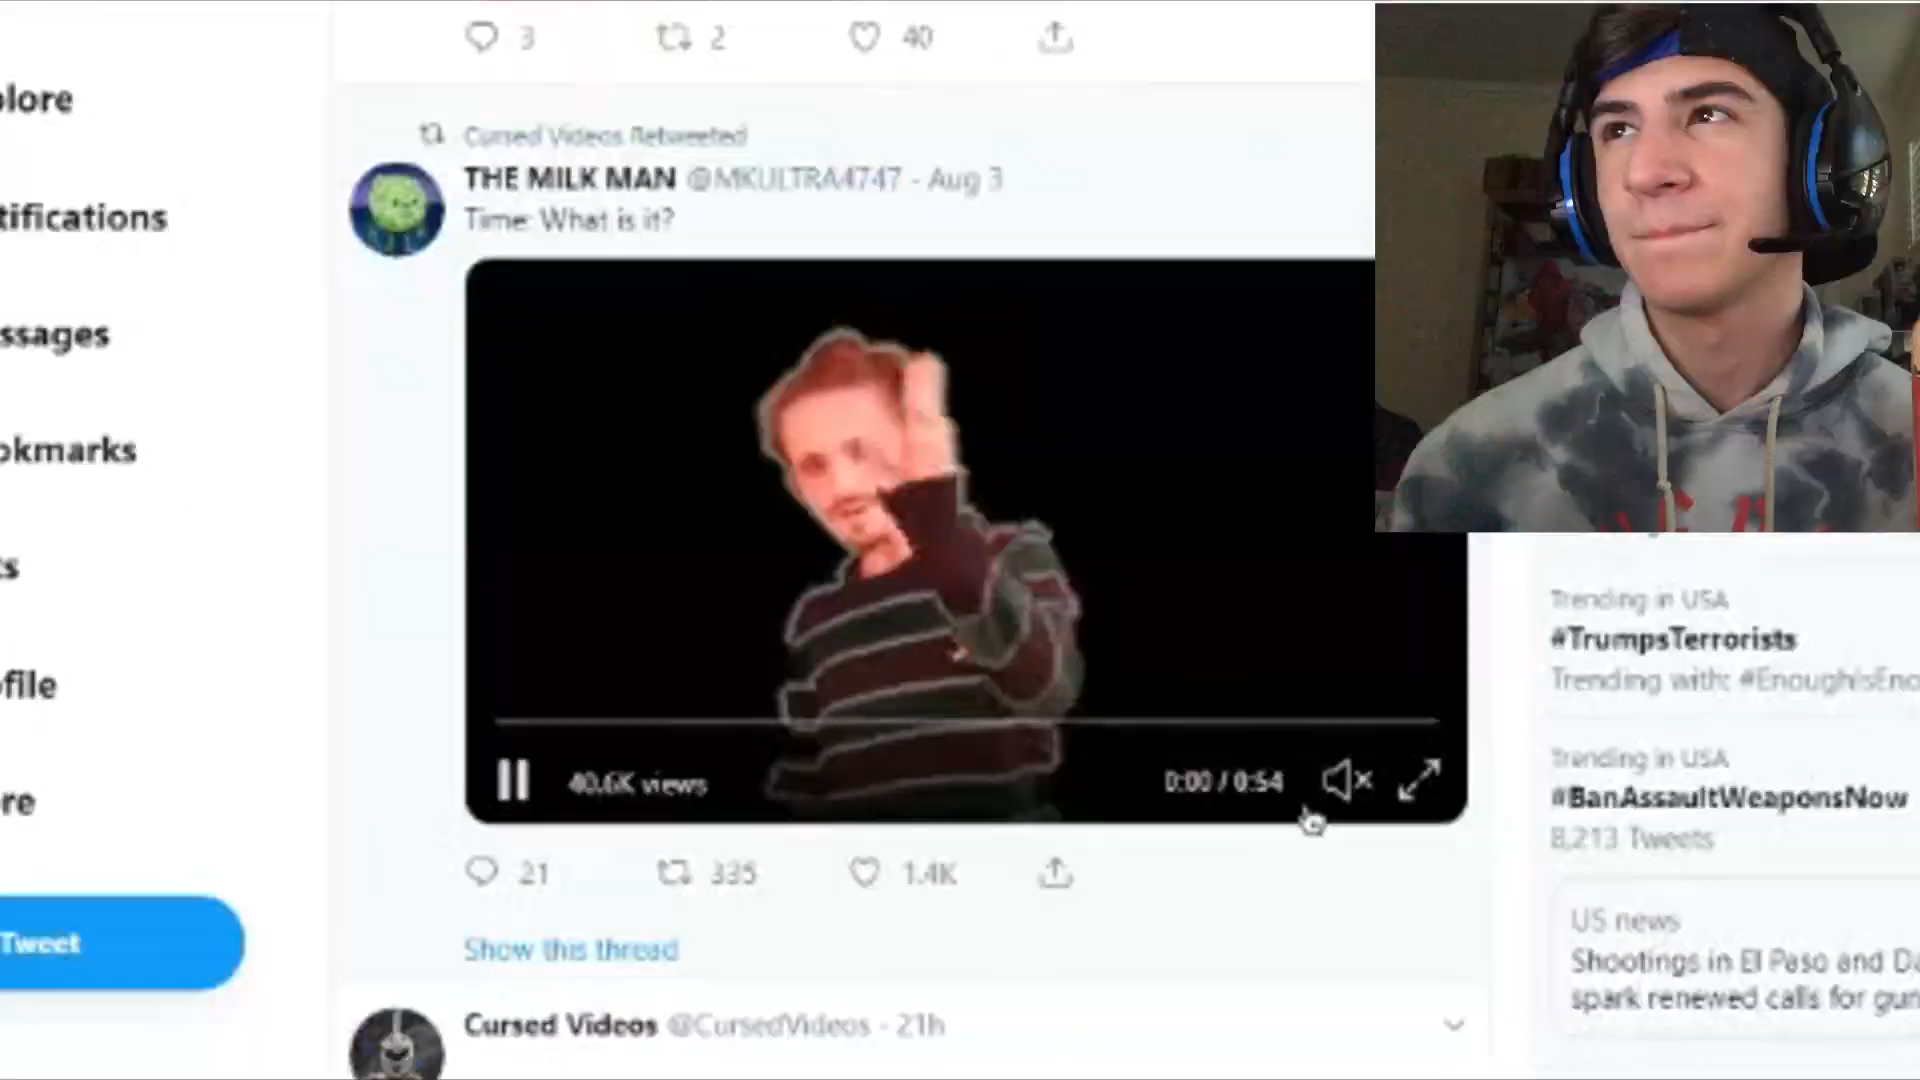 3 2 40
plore
Cursed Videos Retweeted
THE MILK MAN @MKULTRA4747 - Aug 3
tifications
Time: What is it?
ssages
okmarks
ts
Trending in USA
#TrumpsTerrorists
ofile
Trending with: #EnoughIsEno
Trending in USA
40.6K views
0:00 / 0:54
re
#BanAssaultWeaponsNow
8,213 Tweets
21 335 1.4K
US news
Tweet
Show this thread
Shootings in El Paso and Da
spark renewed calls for gun
Cursed Videos @CursedVideos - 21h